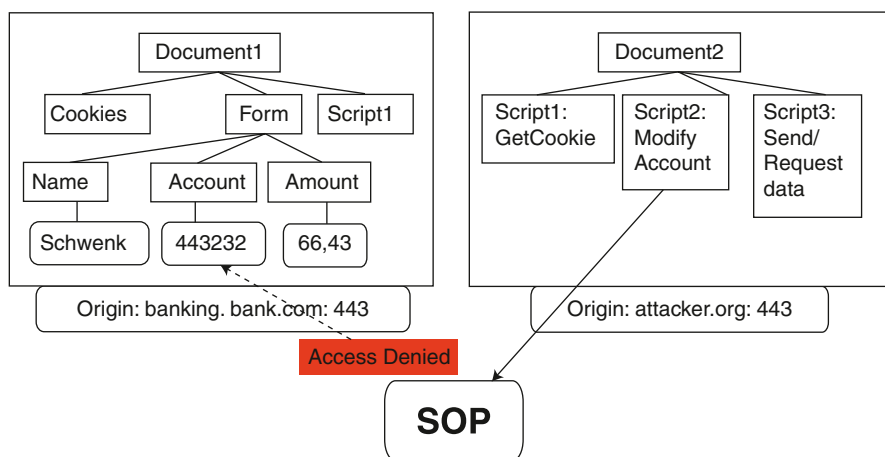 Document1
Cookies
Form
Script1
Name
Account
Amount
Schwenk
443232
66,43
Origin: banking. bank.com: 443
Document2
Script1:
GetCookie
Script2:
Modify
Account
Script3:
Send/
Request
data
Origin: attacker.org: 443
Access Denied
SOP